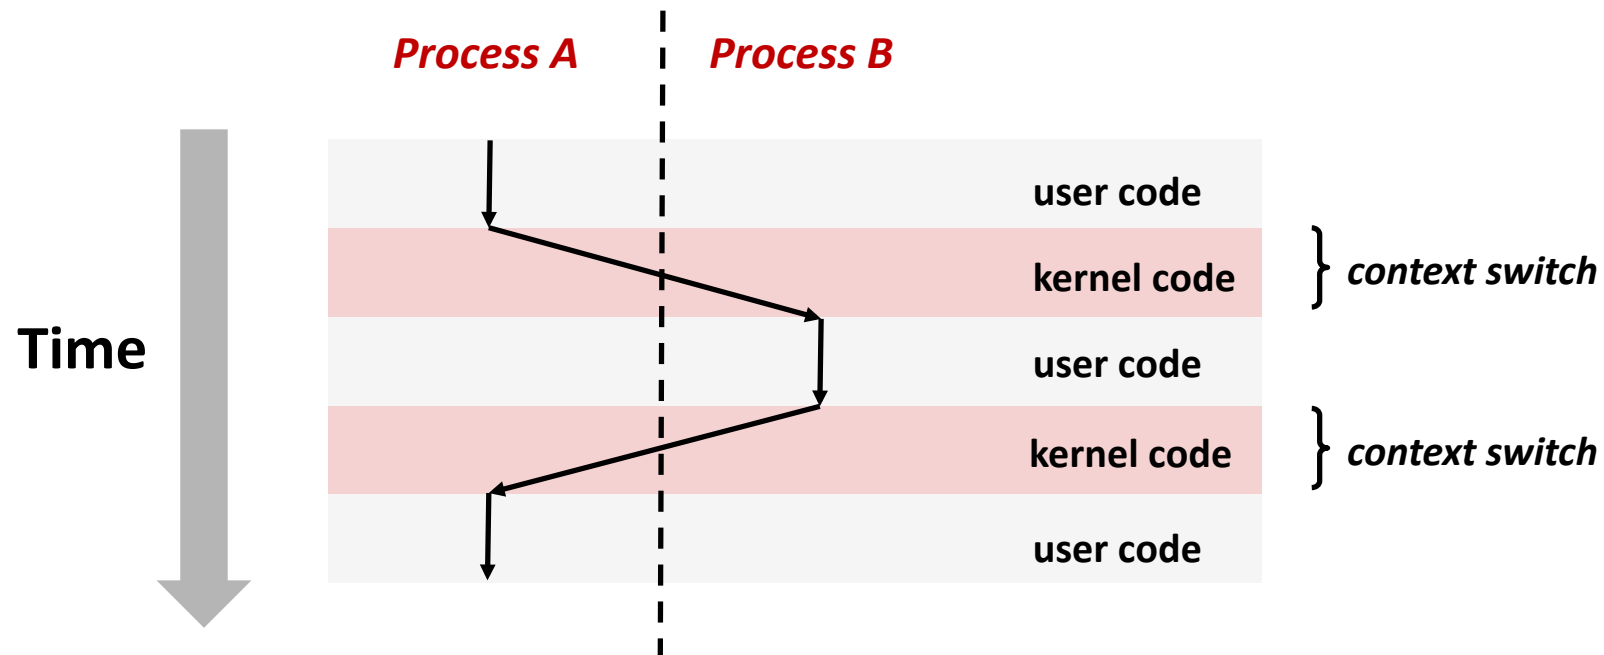 Process A
Process B
user code
kernel code
context switch
Time
user code
kernel code
context switch
user code